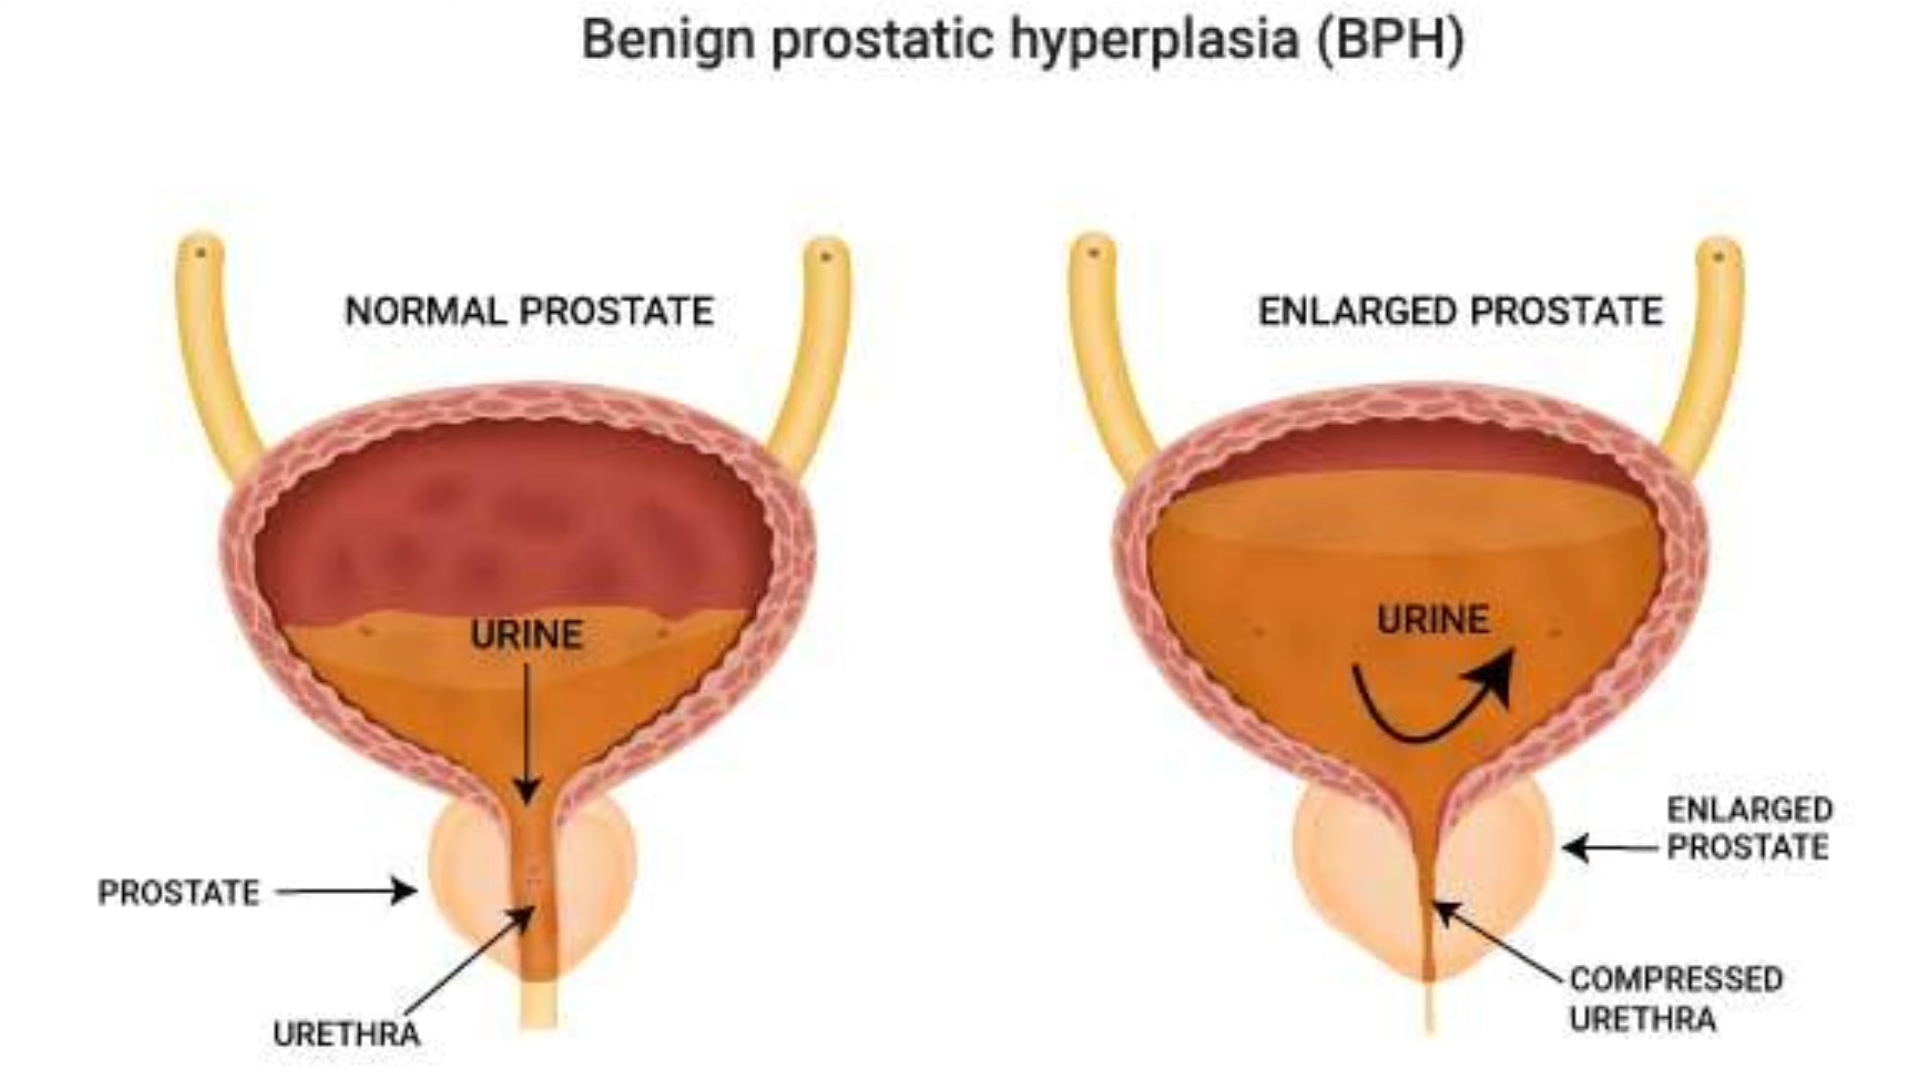 Benign prostatic hyperplasia (BPH)
NORMAL PROSTATE
URINE
PROSTATE
URETHRA
ENLARGED PROSTATE
URINE
ENLARGED
PROSTATE
COMPRESSED
URETHRA